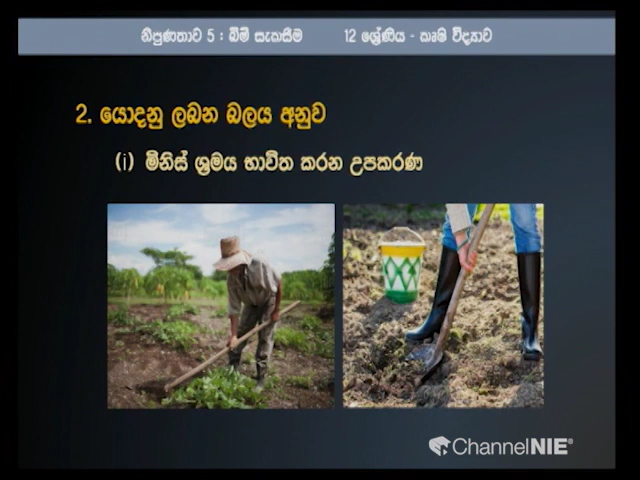 නිපුණතාව 5 : බිම් සැකසීම 12 ශ්‍රේණිය - කෘෂි විද්‍යාව
2. යොදනු ලබන බලය අනුව
(i) මිනිස් ශ්‍රමය භාවිත කරන උපකරණ
ChannelNIE®